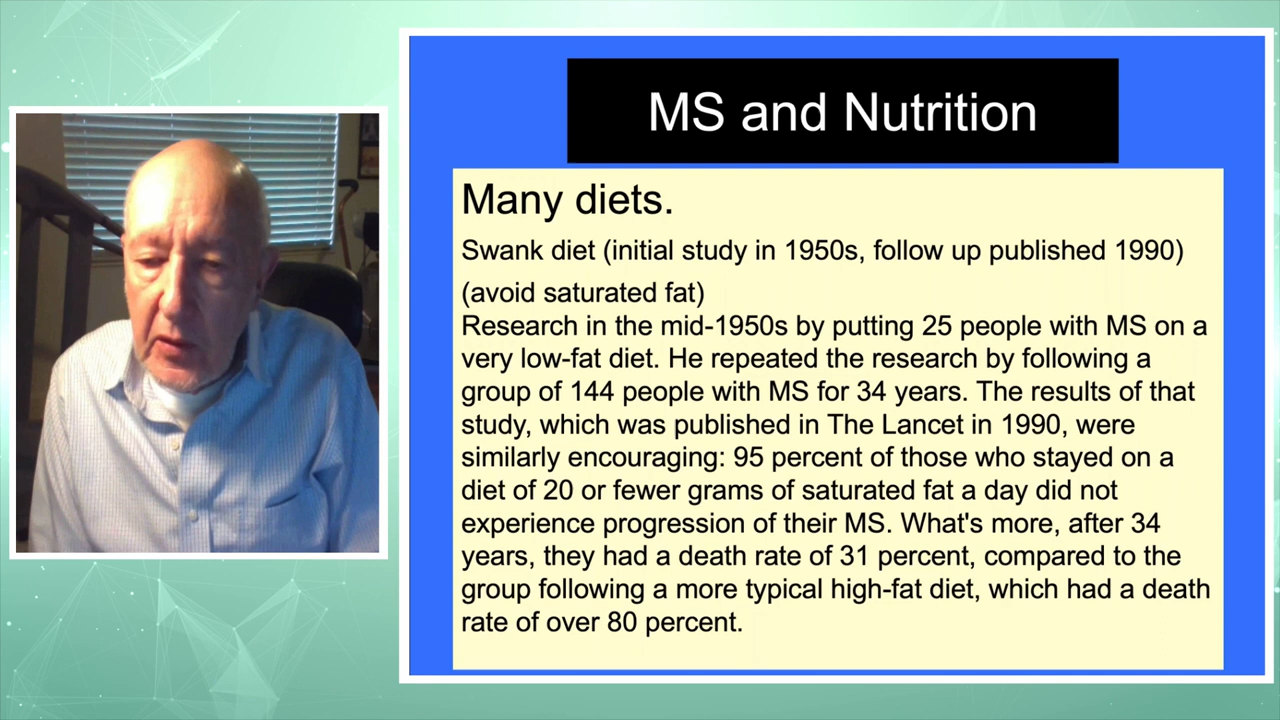 MS and Nutrition
Many diets.
Swank diet (initial study in 1950s, follow up published 1990)
(avoid saturated fat)
Research in the mid-1950s by putting 25 people with MS on a
very low-fat diet. He repeated the research by following a
group of 144 people with MS for 34 years. The results of that
study, which was published in The Lancet in 1990, were
similarly encouraging: 95 percent of those who stayed on a
diet of 20 or fewer grams of saturated fat a day did not
experience progression of their MS. What's more, after 34
years, they had a death rate of 31 percent, compared to the
group following a more typical high-fat diet, which had a death
rate of over 80 percent.